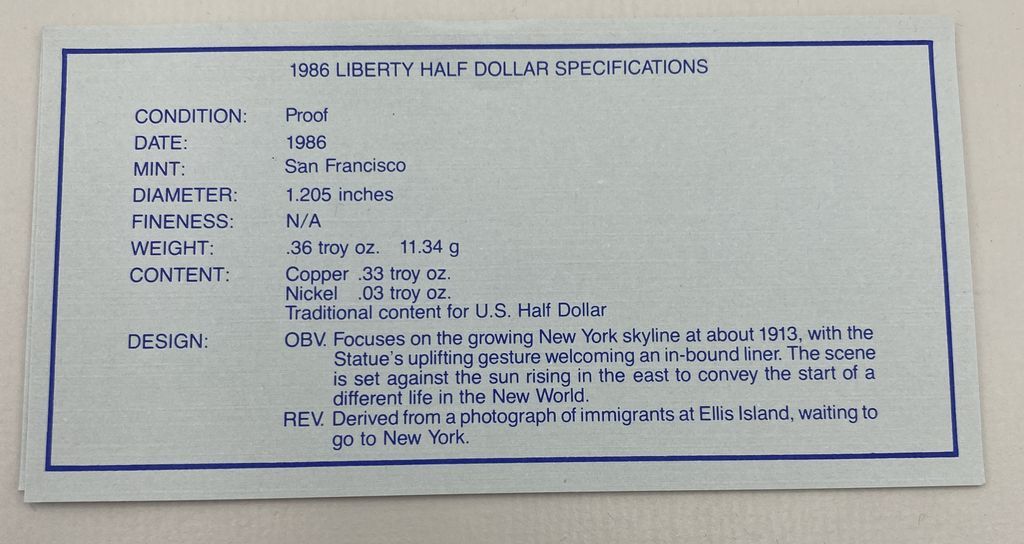 1986 LIBERTY HALF DOLLAR SPECIFICATIONS
CONDITION: Proof
DATE: 1986
MINT: San Francisco
DIAMETER: 1.205 inches
FINENESS: N/A
WEIGHT: .36 troy oz. 11.34 g
CONTENT: Copper .33 troy oz.
Nickel .03 troy oz.
Traditional content for U.S. Half Dollar
DESIGN: OBV. Focuses on the growing New York skyline at about 1913, with the
Statue's uplifting gesture welcoming an in-bound liner. The scene
is set against the sun rising in the east to convey the start of a
different life in the New World.
REV. Derived from a photograph of immigrants at Ellis Island, waiting to
go to New York.